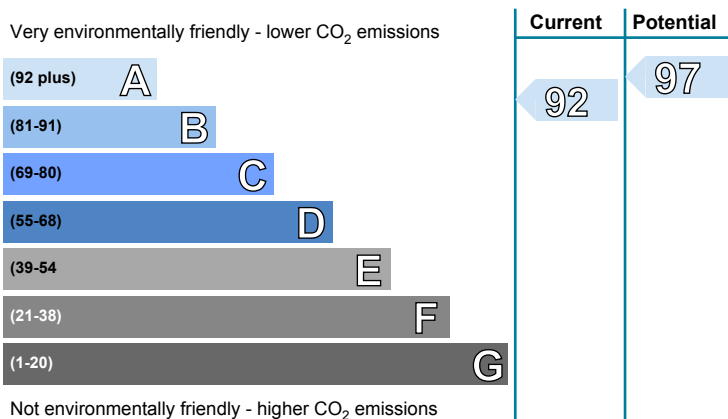 Very environmentally friendly - lower CO₂ emissions
Current
Potential
(92 plus) A
(81-91) B
(69-80) C
(55-68) D
(39-54 E
(21-38) F
(1-20) G
92
97
Not environmentally friendly - higher CO₂ emissions